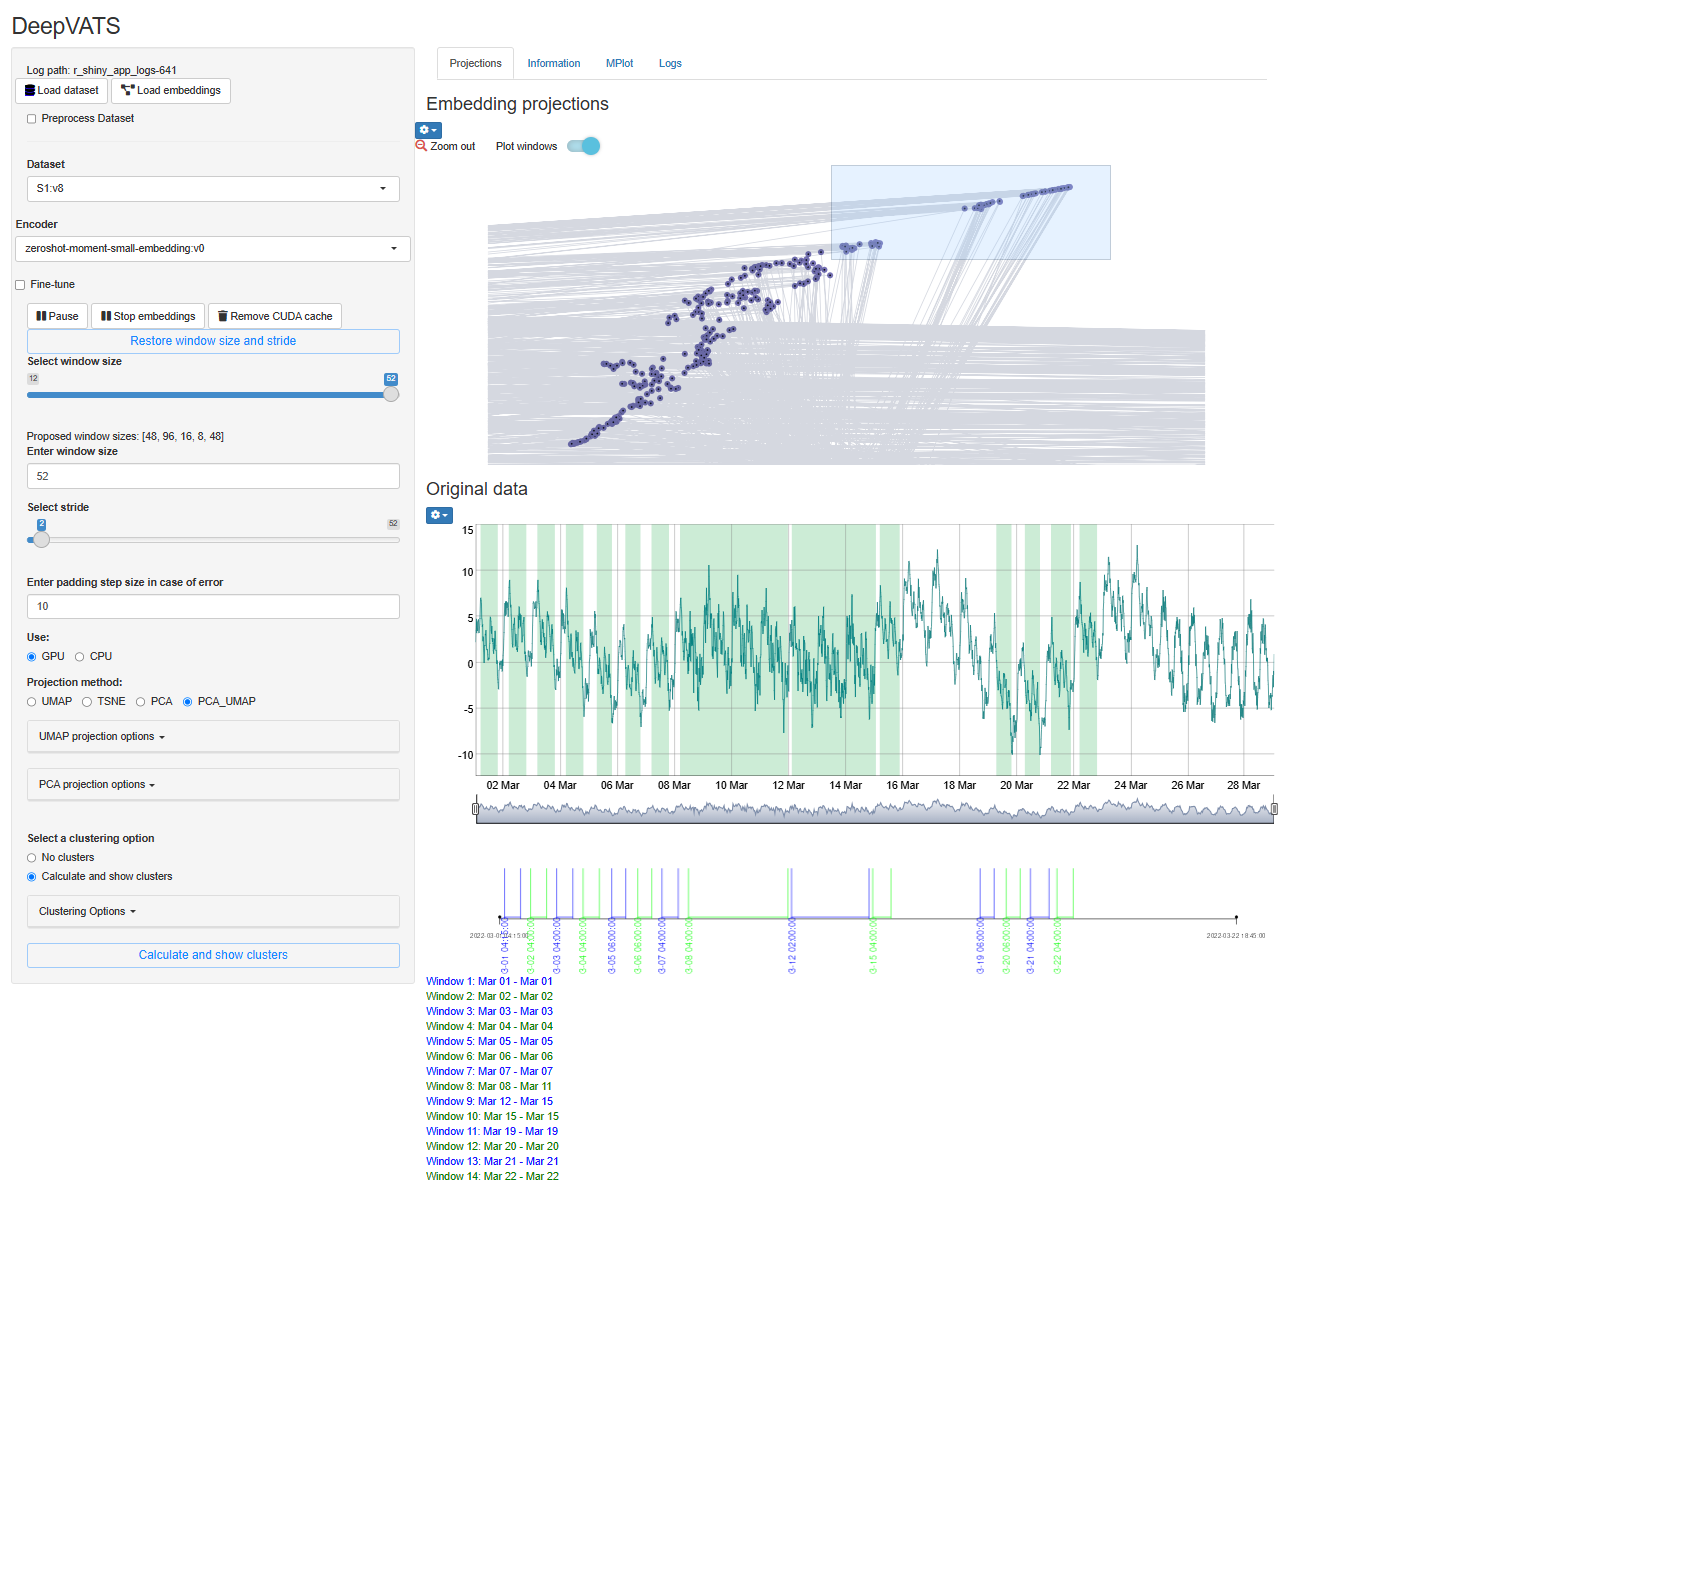 DeepVATS
Log path: r_shiny_app_logs-641
Load dataset
Load embeddings
Preprocess Dataset
Dataset
S1:v8
Encoder
zeroshot-moment-small-embedding:v0
Fine-tune
Pause
Stop embeddings
Remove CUDA cache
Restore window size and stride
Select window size
12
52
Proposed window sizes: [48, 96, 16, 8, 48]
Enter window size
52
Select stride
2
52
Enter padding step size in case of error
10
Use:
GPU
CPU
Projection method:
UMAP
TSNE
PCA
PCA_UMAP
UMAP projection options
PCA projection options
Select a clustering option
No clusters
Calculate and show clusters
Clustering Options
Calculate and show clusters
Projections
Information
MPlot
Logs
Embedding projections
Zoom out
Plot windows
Original data
15
10
5
0
-5
-10
02 Mar
04 Mar
06 Mar
08 Mar
10 Mar
12 Mar
14 Mar
16 Mar
18 Mar
20 Mar
22 Mar
24 Mar
26 Mar
28 Mar
2022-03-22 18:45:00
3-02 04:00:00
3-03 04:00:00
3-04 04:00:00
3-05 06:00:00
3-06 06:00:00
3-07 04:00:00
3-08 04:00:00
3-12 02:00:00
3-15 04:00:00
3-19 06:00:00
3-20 06:00:00
3-21 04:00:00
3-22 04:00:00
Window 1: Mar 01 - Mar 01
Window 2: Mar 02 - Mar 02
Window 3: Mar 03 - Mar 03
Window 4: Mar 04 - Mar 04
Window 5: Mar 05 - Mar 05
Window 6: Mar 06 - Mar 06
Window 7: Mar 07 - Mar 07
Window 8: Mar 08 - Mar 11
Window 9: Mar 12 - Mar 15
Window 10: Mar 15 - Mar 15
Window 11: Mar 19 - Mar 19
Window 12: Mar 20 - Mar 20
Window 13: Mar 21 - Mar 21
Window 14: Mar 22 - Mar 22